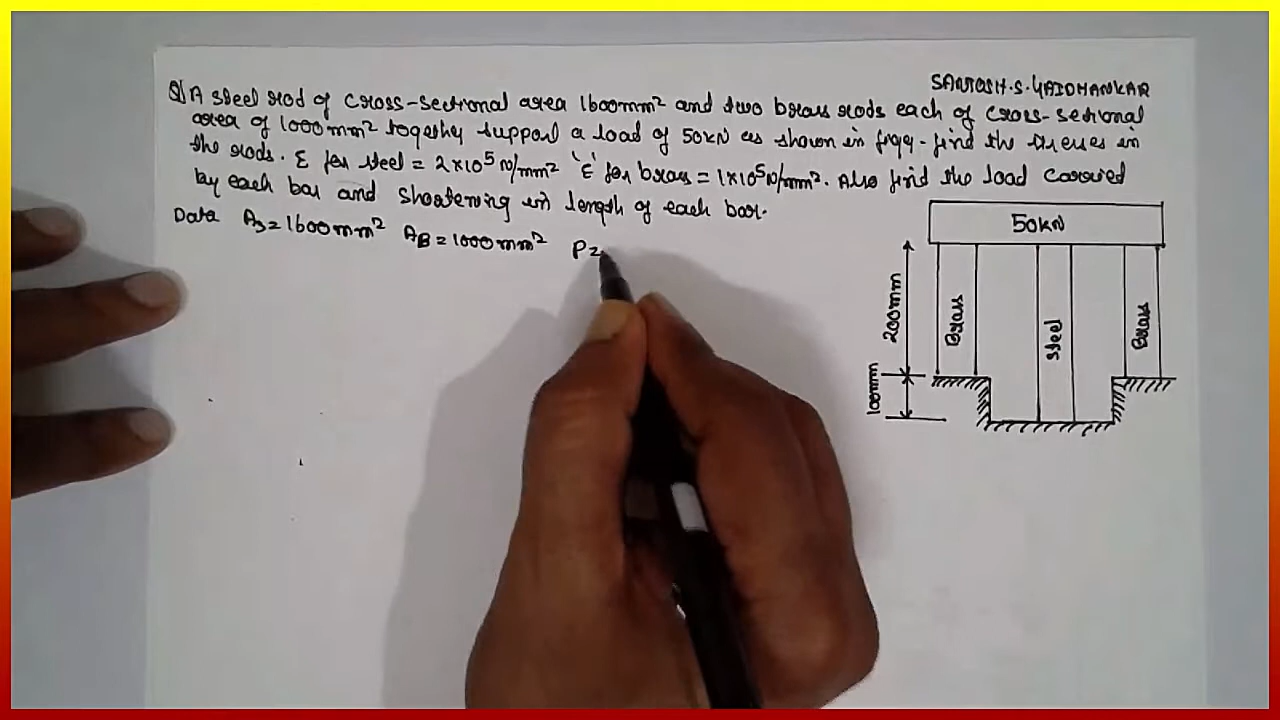 SANTOSH.S.YAIDHANKAR
Q) A steel rod of cross-sectional area 1600mm² and two brass rods each of cross-sectional
area of 1000mm² together support a load of 50kN as shown in fig - find the stresses in
the rods. E for steel = 2×10⁵ N/mm² 'E' for brass = 1×10⁵ N/mm². Also find the load carried
by each bar and shortening in length of each bar.
Data As=1600mm² AB=1000mm² P=
50kN
200mm
Brass
steel
Brass
100mm